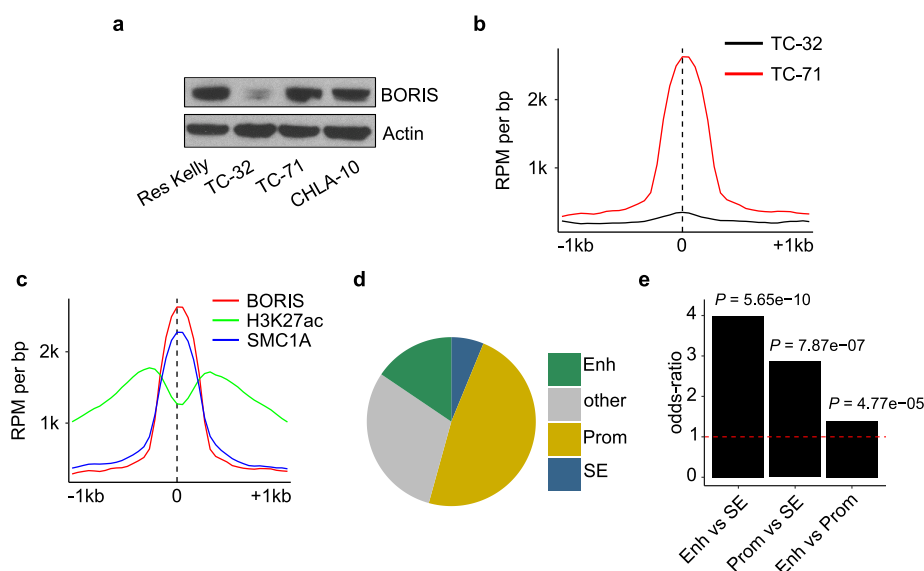 a
BORIS
Actin
Res Kelly
TC-32
TC-71
CHLA-10
b
TC-32
TC-71
RPM per bp
2k
1k
-1kb
0
+1kb
c
BORIS
H3K27ac
SMC1A
RPM per bp
2k
1k
-1kb
0
+1kb
d
Enh
other
Prom
SE
e
P = 5.65e−10
P = 7.87e−07
P = 4.77e−05
odds-ratio
4
3
2
1
0
Enh vs SE
Prom vs SE
Enh vs Prom